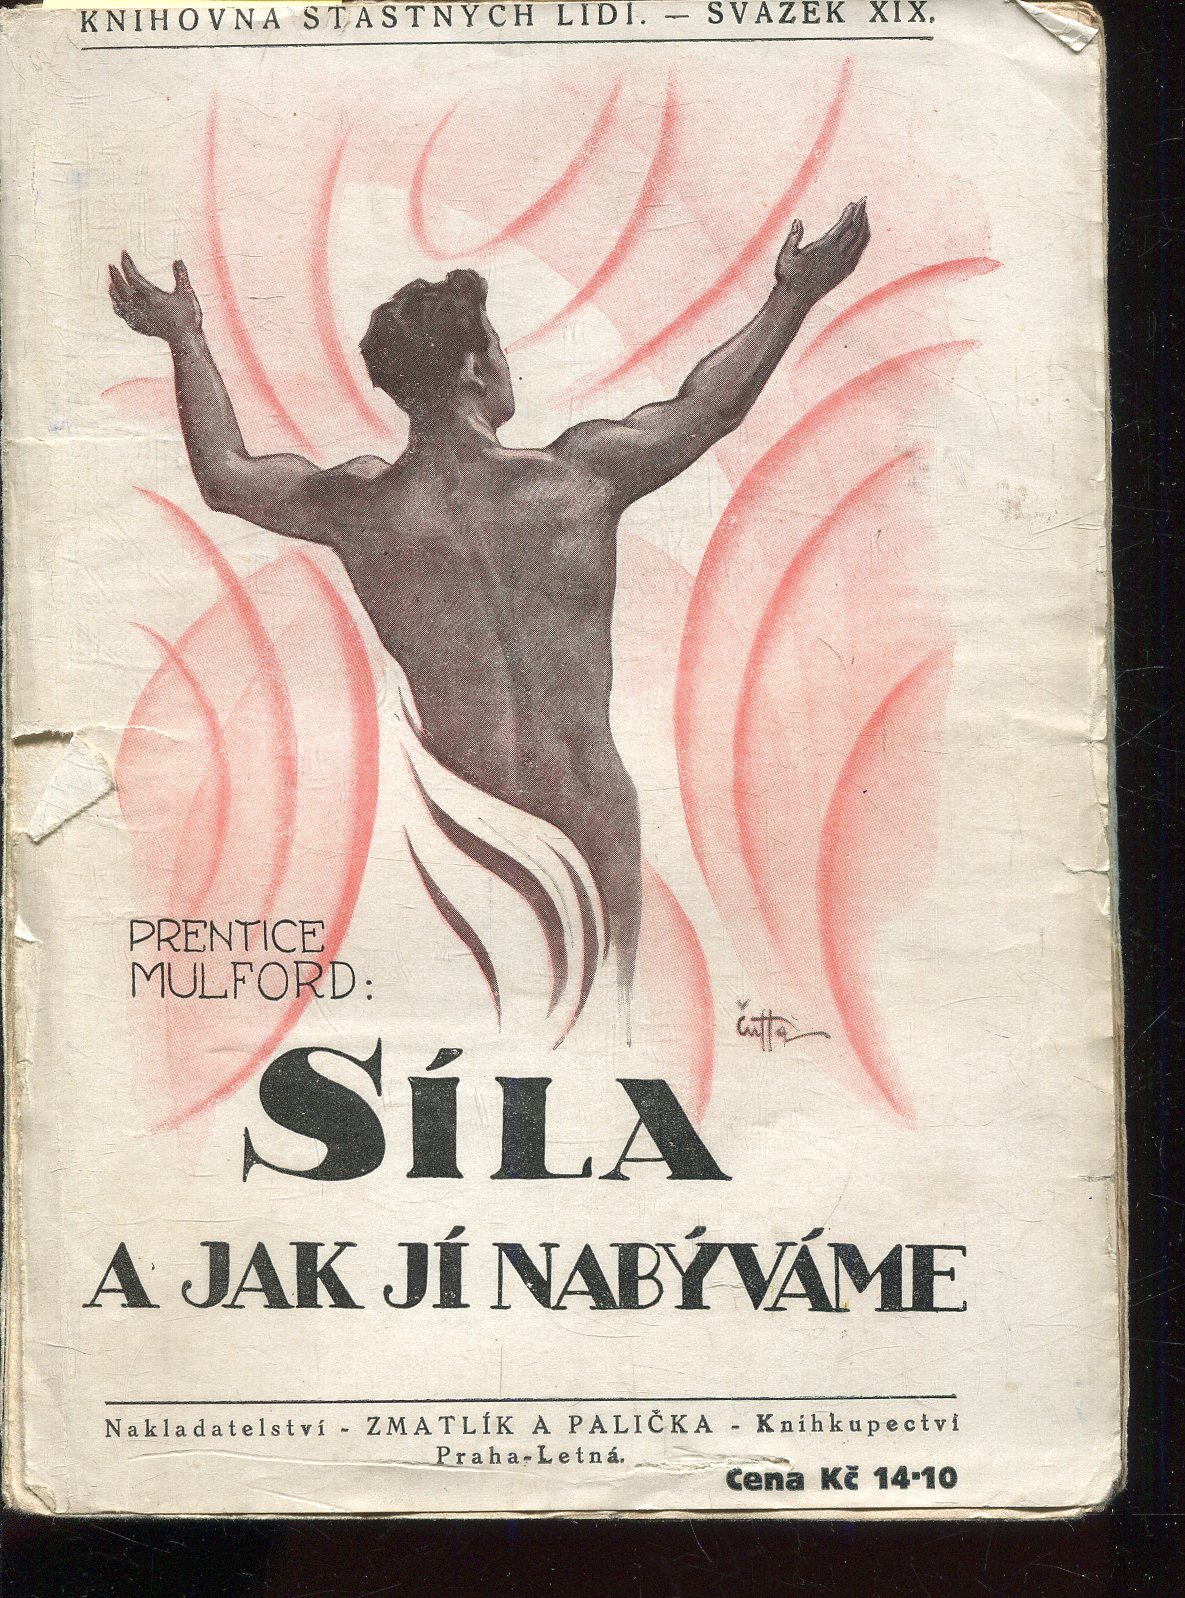 KNIHOVNA ŠŤASTNÝCH LIDÍ. — SVAZEK XIX.
PRENTICE
MULFORD:
Čutta
SÍLA
A JAK JÍ NABÝVÁME
Nakladatelství - ZMATLÍK A PALIČKA - Knihkupectví
Praha-Letná.
Cena Kč 14·10